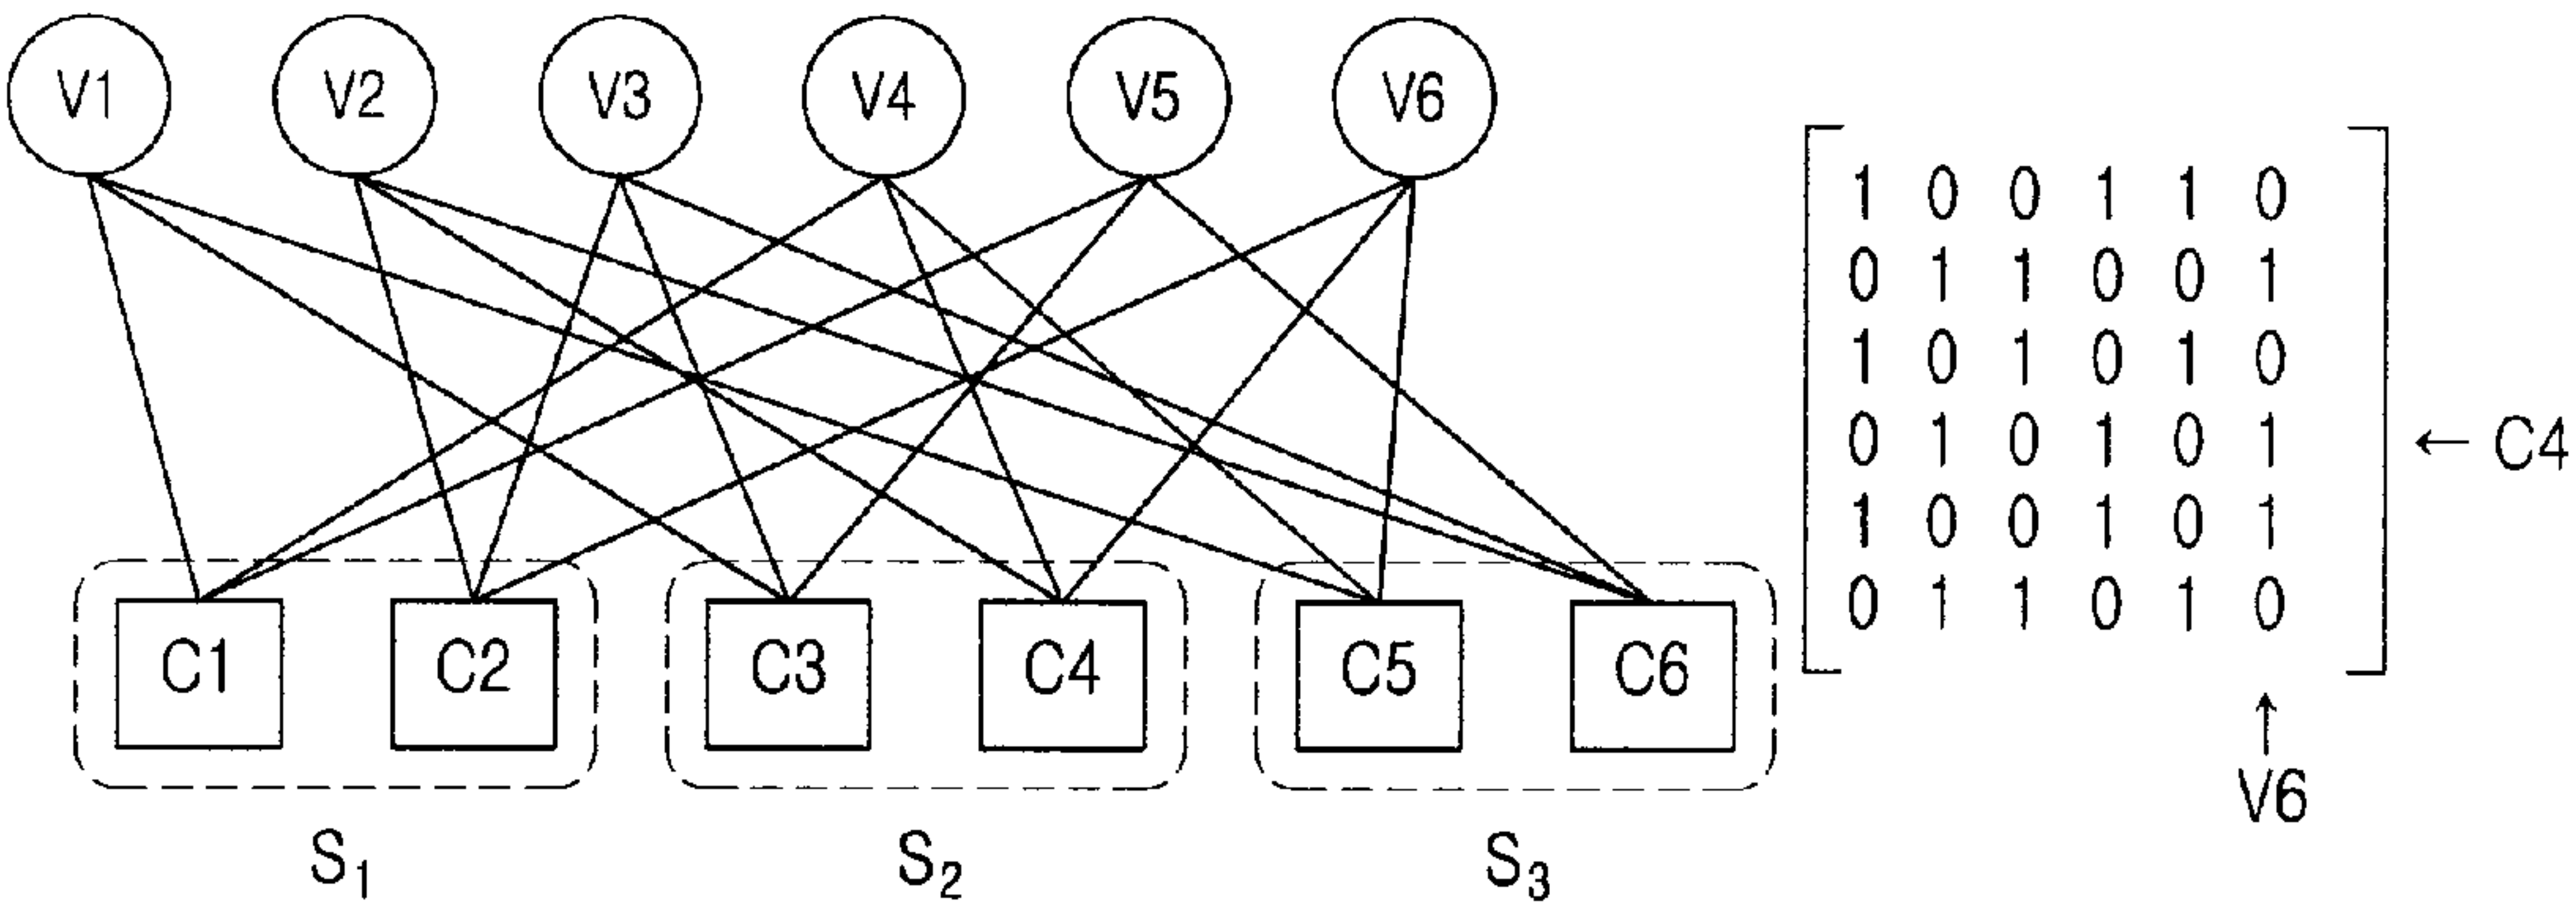 V1 V2 V3 V4 V5 V6
1 0 0 1 1 0
0 1 1 0 0 1
1 0 1 0 1 0
0 1 0 1 0 1 ← C4
1 0 0 1 0 1
0 1 1 0 1 0
↑
V6
C1 C2 C3 C4 C5 C6
S1 S2 S3